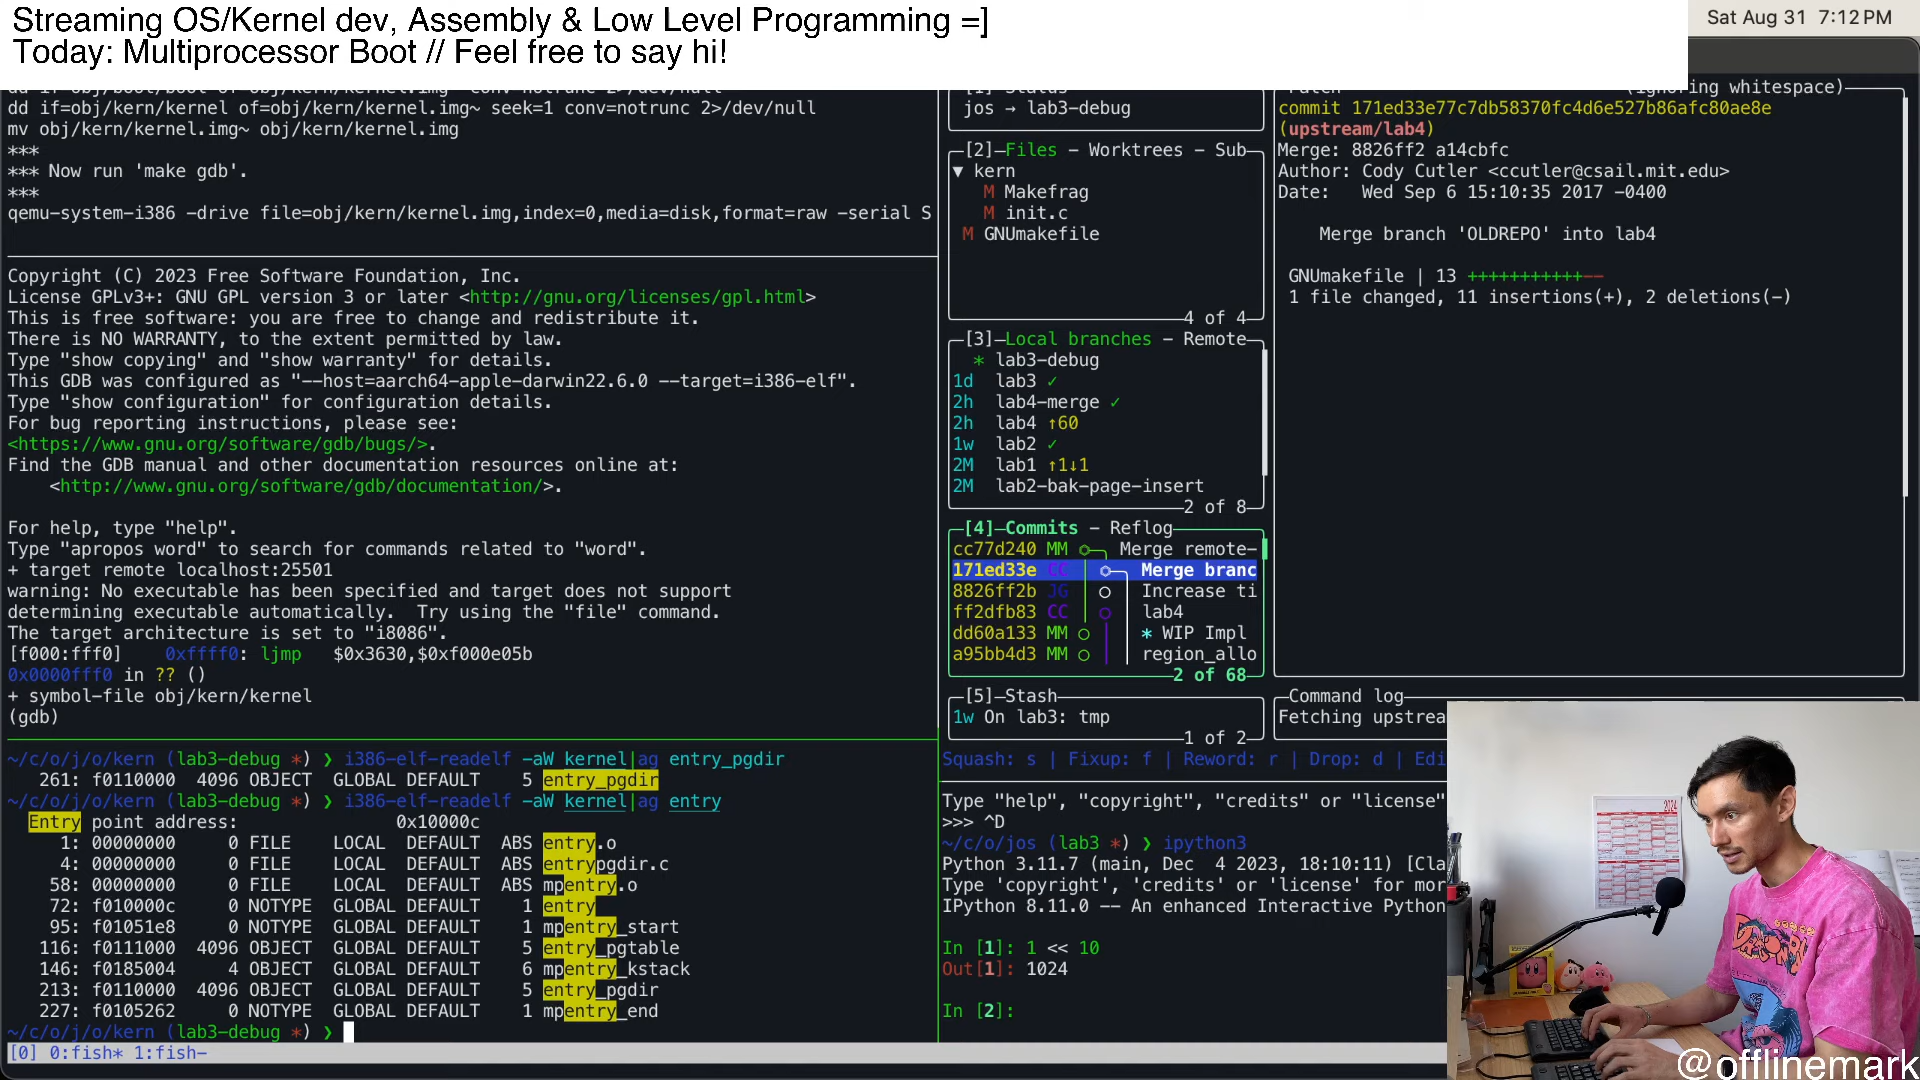 Streaming OS/Kernel dev, Assembly & Low Level Programming =]
Today: Multiprocessor Boot // Feel free to say hi!
Sat Aug 31 7:12 PM
dd if=obj/kern/kernel of=obj/kern/kernel.img~ seek=1 conv=notrunc 2>/dev/null
mv obj/kern/kernel.img~ obj/kern/kernel.img
***
*** Now run 'make gdb'.
***
qemu-system-i386 -drive file=obj/kern/kernel.img,index=0,media=disk,format=raw -serial S
Copyright (C) 2023 Free Software Foundation, Inc.
License GPLv3+: GNU GPL version 3 or later <http://gnu.org/licenses/gpl.html>
This is free software: you are free to change and redistribute it.
There is NO WARRANTY, to the extent permitted by law.
Type "show copying" and "show warranty" for details.
This GDB was configured as "--host=aarch64-apple-darwin22.6.0 --target=i386-elf".
Type "show configuration" for configuration details.
For bug reporting instructions, please see:
<https://www.gnu.org/software/gdb/bugs/>.
Find the GDB manual and other documentation resources online at:
<http://www.gnu.org/software/gdb/documentation/>.
For help, type "help".
Type "apropos word" to search for commands related to "word".
+ target remote localhost:25501
warning: No executable has been specified and target does not support
determining executable automatically.  Try using the "file" command.
The target architecture is set to "i8086".
[f000:fff0]    0xffff0: ljmp   $0x3630,$0xf000e05b
0x0000fff0 in ?? ()
+ symbol-file obj/kern/kernel
(gdb)
~/c/o/j/o/kern (lab3-debug *) ❯ i386-elf-readelf -aW kernel|ag entry_pgdir
261: f0110000  4096 OBJECT  GLOBAL DEFAULT    5 entry_pgdir
~/c/o/j/o/kern (lab3-debug *) ❯ i386-elf-readelf -aW kernel|ag entry
Entry point address:               0x10000c
1: 00000000     0 FILE    LOCAL  DEFAULT  ABS entry.o
4: 00000000     0 FILE    LOCAL  DEFAULT  ABS entrypgdir.c
58: 00000000     0 FILE    LOCAL  DEFAULT  ABS mpentry.o
72: f010000c     0 NOTYPE  GLOBAL DEFAULT    1 entry
95: f01051e8     0 NOTYPE  GLOBAL DEFAULT    1 mpentry_start
116: f0111000  4096 OBJECT  GLOBAL DEFAULT    5 entry_pgtable
146: f0185004     4 OBJECT  GLOBAL DEFAULT    6 mpentry_kstack
213: f0110000  4096 OBJECT  GLOBAL DEFAULT    5 entry_pgdir
227: f0105262     0 NOTYPE  GLOBAL DEFAULT    1 mpentry_end
~/c/o/j/o/kern (lab3-debug *) ❯
[0] 0:fish* 1:fish-
jos → lab3-debug
[2]-Files - Worktrees - Sub
▼ kern
M Makefrag
M init.c
M GNUmakefile
4 of 4
[3]-Local branches - Remote
* lab3-debug
1d lab3 ✓
2h lab4-merge ✓
2h lab4 ↑60
1w lab2 ✓
2M lab1 ↑1↓1
2M lab2-bak-page-insert
2 of 8
[4]-Commits - Reflog
cc77d240 MM Merge remote-
171ed33e CC Merge branc
8826ff2b JG Increase ti
ff2dfb83 CC lab4
dd60a133 MM * WIP Impl
a95bb4d3 MM region_allo
2 of 68
[5]-Stash
1w On lab3: tmp
1 of 2
Squash: s | Fixup: f | Reword: r | Drop: d | Edi
(ignoring whitespace)
commit 171ed33e77c7db58370fc4d6e527b86afc80ae8e
(upstream/lab4)
Merge: 8826ff2 a14cbfc
Author: Cody Cutler <ccutler@csail.mit.edu>
Date:   Wed Sep 6 15:10:35 2017 -0400
Merge branch 'OLDREPO' into lab4
GNUmakefile | 13 +++++++++++--
1 file changed, 11 insertions(+), 2 deletions(-)
Command log
Fetching upstrea
Type "help", "copyright", "credits" or "license"
>>> ^D
~/c/o/jos (lab3 *) ❯ ipython3
Python 3.11.7 (main, Dec  4 2023, 18:10:11) [Cla
Type 'copyright', 'credits' or 'license' for mor
IPython 8.11.0 -- An enhanced Interactive Python
In [1]: 1 << 10
Out[1]: 1024
In [2]:
2024
@offlinemark